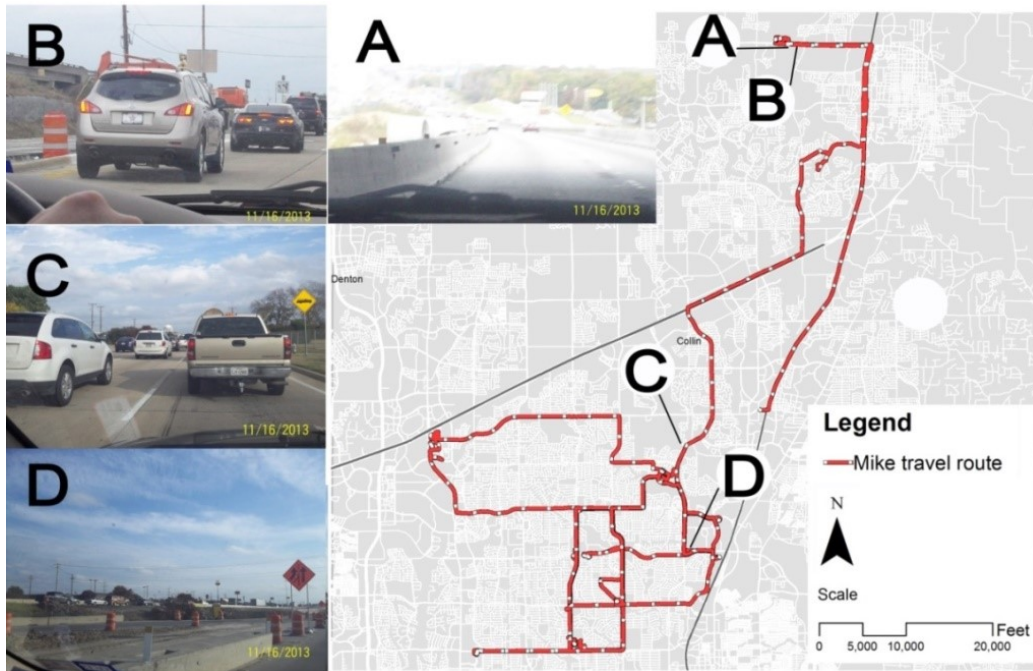 B
11/16/2013
A
11/16/2013
A
B
C
11/16/2013
Denton
Collin
C
D
D
11/16/2013
Legend
Mike travel route
N
Scale
Feet
0 5,000 10,000 20,000